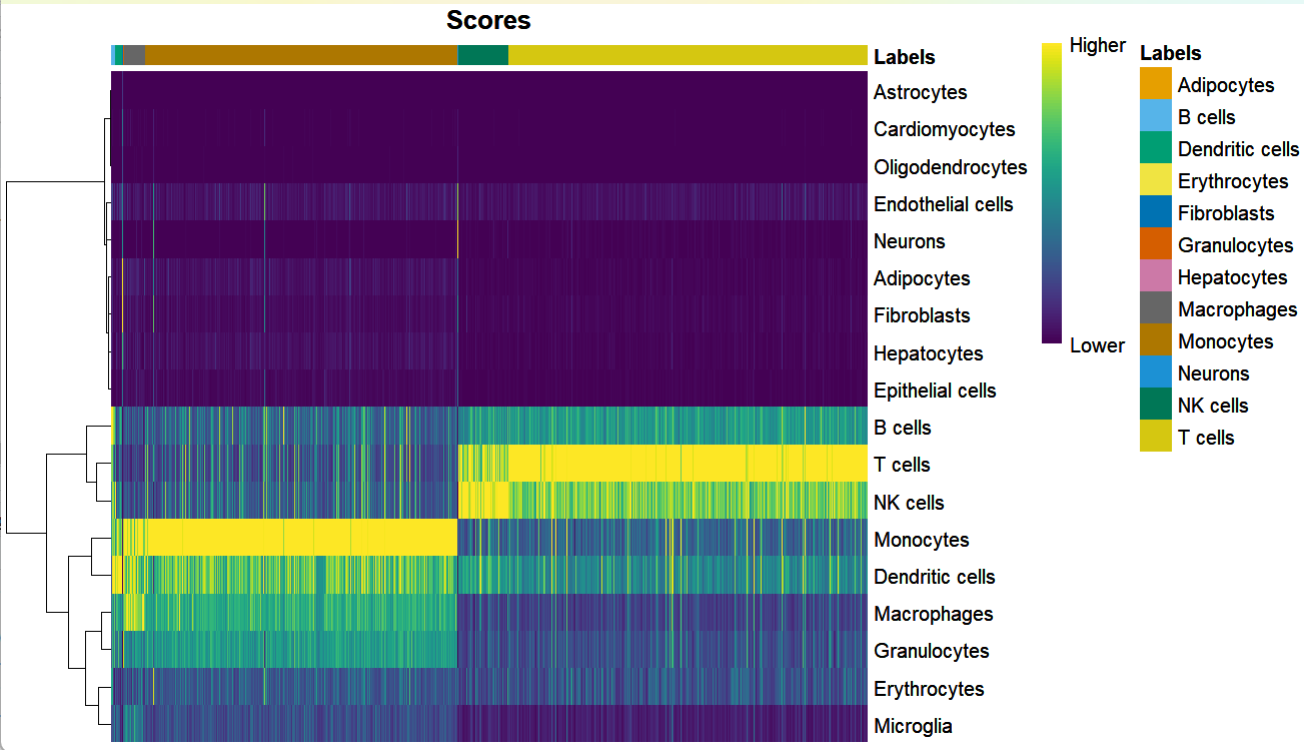 Scores
Labels
Astrocytes
Cardiomyocytes
Oligodendrocytes
Endothelial cells
Neurons
Adipocytes
Fibroblasts
Hepatocytes
Epithelial cells
B cells
T cells
NK cells
Monocytes
Dendritic cells
Macrophages
Granulocytes
Erythrocytes
Microglia
Higher
Lower
Labels
Adipocytes
B cells
Dendritic cells
Erythrocytes
Fibroblasts
Granulocytes
Hepatocytes
Macrophages
Monocytes
Neurons
NK cells
T cells